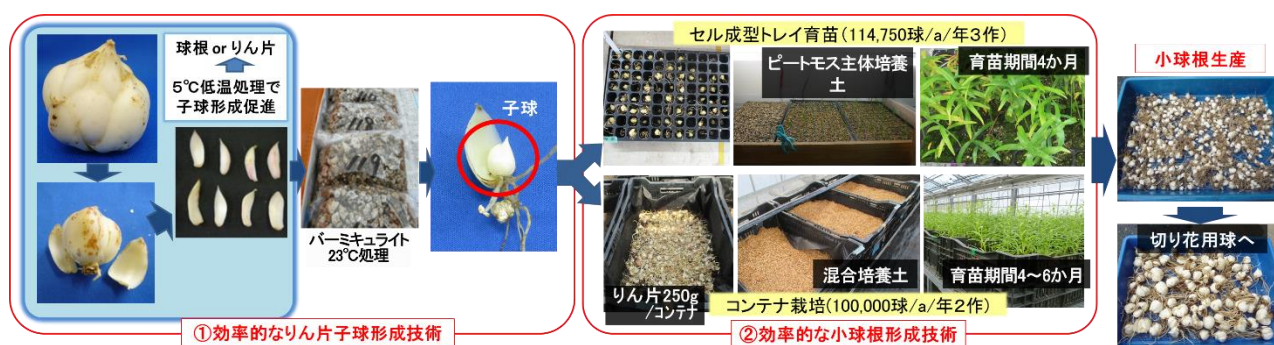 球根 or りん片
5℃低温処理で
子球形成促進
119
119
バーミキュライト
23℃処理
子球
①効率的なりん片子球形成技術
セル成型トレイ育苗(114,750球/a/年3作)
ピートモス主体培養
土
育苗期間4か月
りん片250g
/コンテナ
混合培養土
育苗期間4～6か月
コンテナ栽培(100,000球/a/年2作)
②効率的な小球根形成技術
小球根生産
切り花用球へ